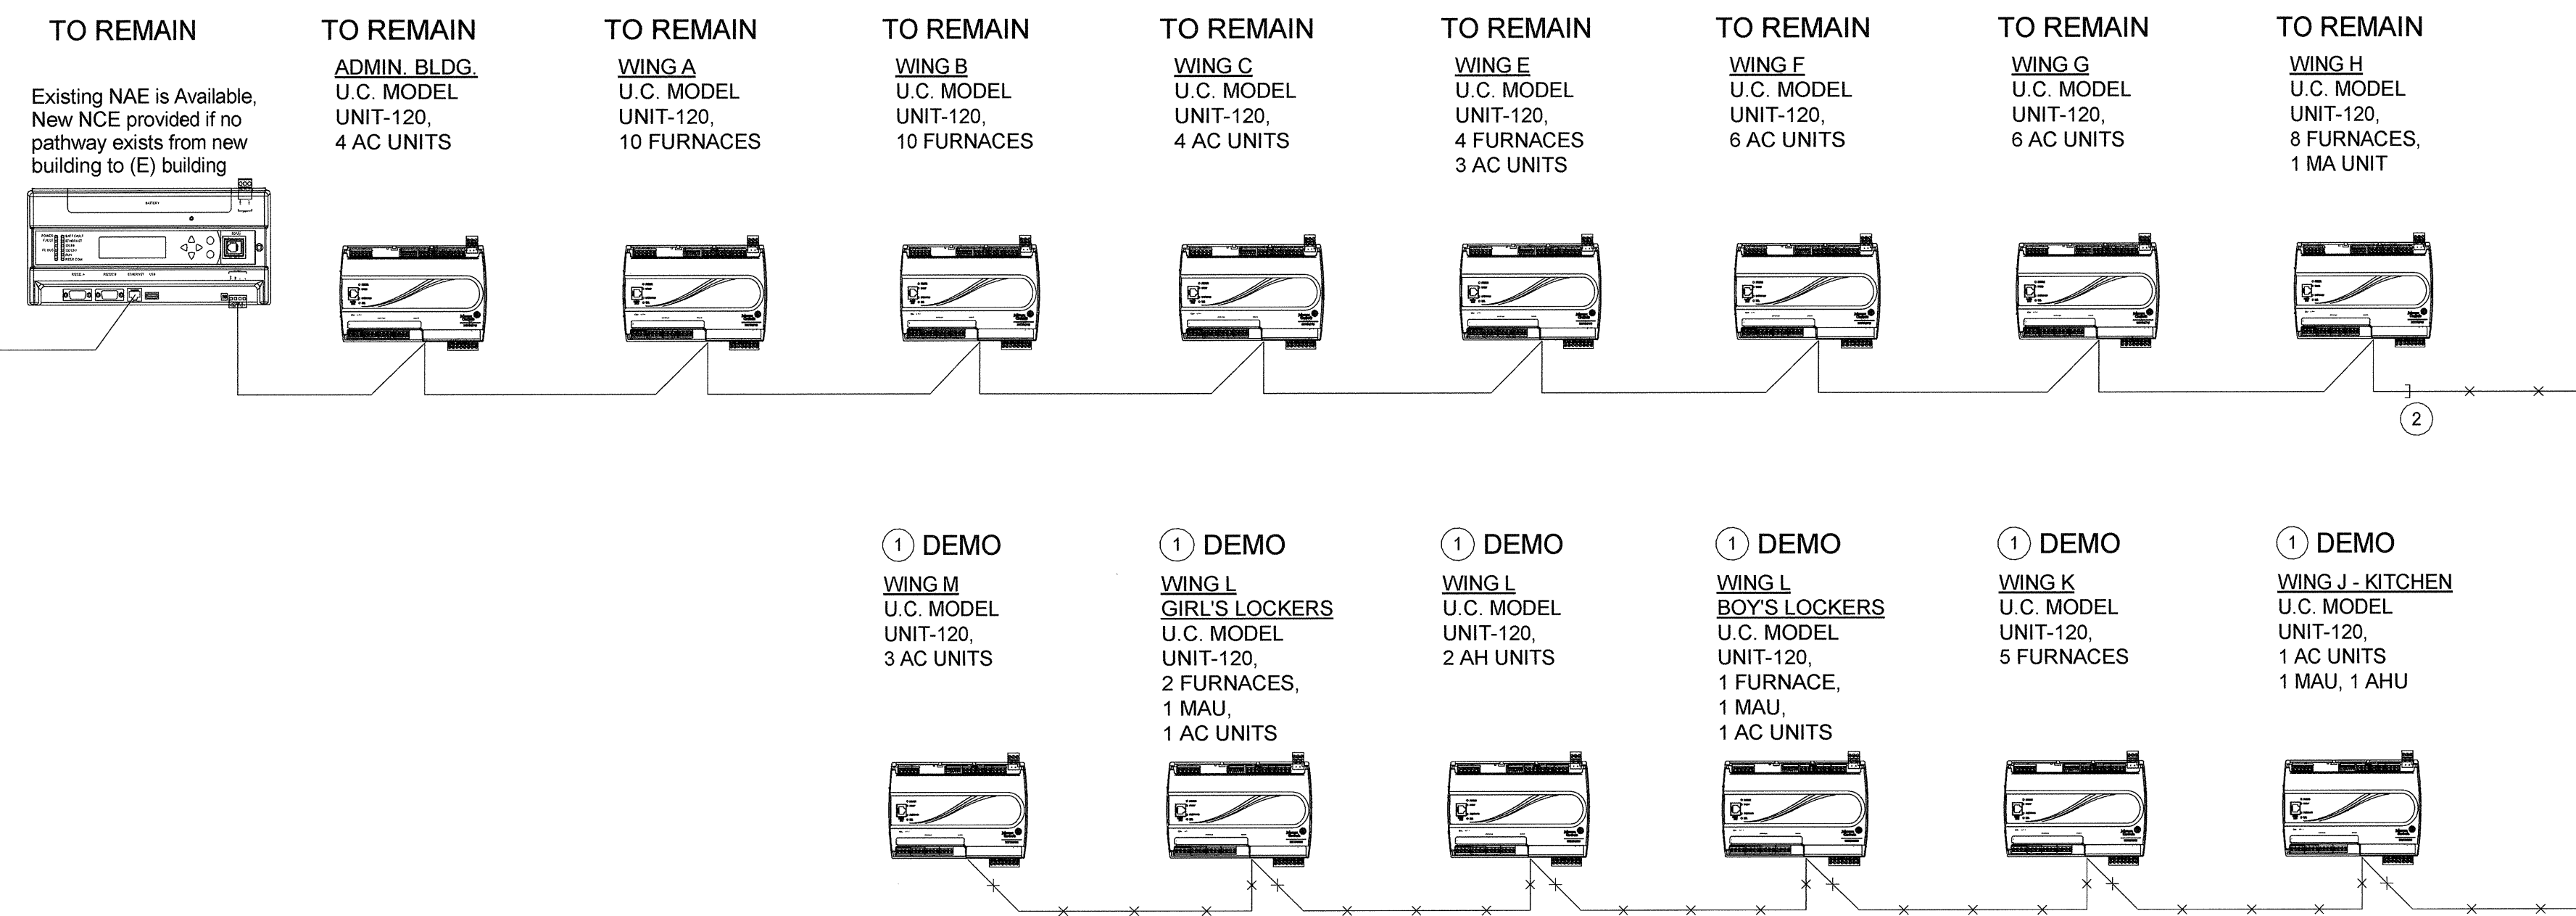 TO REMAIN
Existing NAE is Available,
New NCE provided if no
pathway exists from new
building to (E) building
BATTERY
TO REMAIN
ADMIN. BLDG.
U.C. MODEL
UNIT-120,
4 AC UNITS
TO REMAIN
WING A
U.C. MODEL
UNIT-120,
10 FURNACES
TO REMAIN
WING B
U.C. MODEL
UNIT-120,
10 FURNACES
TO REMAIN
WING C
U.C. MODEL
UNIT-120,
4 AC UNITS
TO REMAIN
WING E
U.C. MODEL
UNIT-120,
4 FURNACES
3 AC UNITS
TO REMAIN
WING F
U.C. MODEL
UNIT-120,
6 AC UNITS
TO REMAIN
WING G
U.C. MODEL
UNIT-120,
6 AC UNITS
TO REMAIN
WING H
U.C. MODEL
UNIT-120,
8 FURNACES,
1 MA UNIT
2
1 DEMO
WING M
U.C. MODEL
UNIT-120,
3 AC UNITS
1 DEMO
WING L
GIRL'S LOCKERS
U.C. MODEL
UNIT-120,
2 FURNACES,
1 MAU,
1 AC UNITS
1 DEMO
WING L
U.C. MODEL
UNIT-120,
2 AH UNITS
1 DEMO
WING L
BOY'S LOCKERS
U.C. MODEL
UNIT-120,
1 FURNACE,
1 MAU,
1 AC UNITS
1 DEMO
WING K
U.C. MODEL
UNIT-120,
5 FURNACES
1 DEMO
WING J - KITCHEN
U.C. MODEL
UNIT-120,
1 AC UNITS
1 MAU, 1 AHU